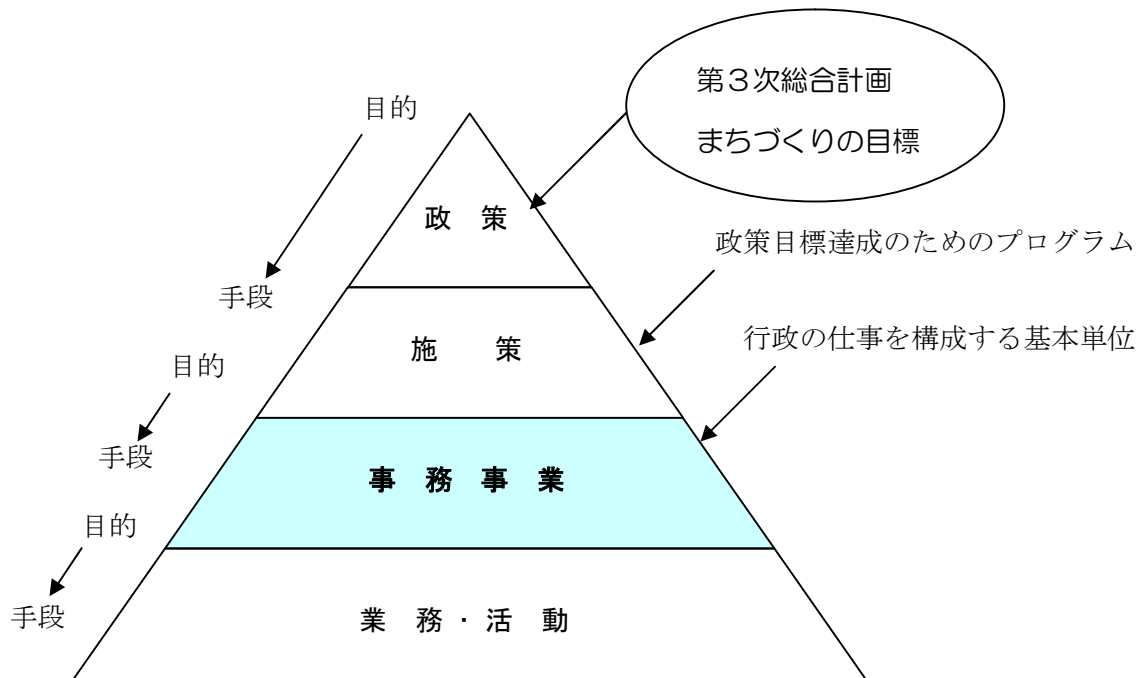 第３次総合計画
まちづくりの目標
目的
政　策
政策目標達成のためのプログラム
手段
行政の仕事を構成する基本単位
施　　策
目的
手段
事　務　事　業
目的
手段
業　務・活　動